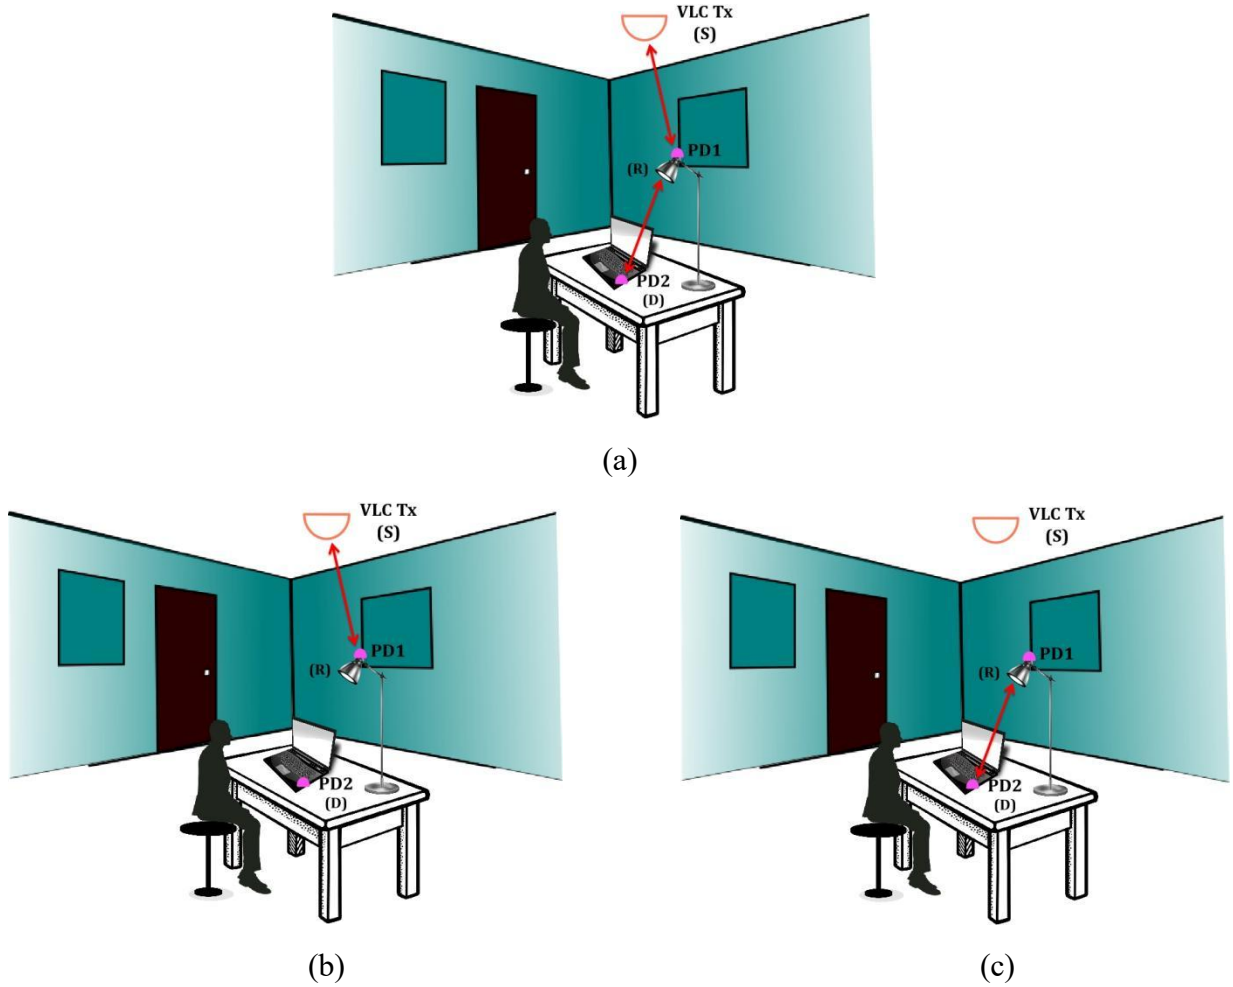 VLC Tx
(S)
PD1
(R)
PD2
(D)
(a)
VLC Tx
(S)
PD1
(R)
PD2
(D)
(b)
VLC Tx
(S)
PD1
(R)
PD2
(D)
(c)